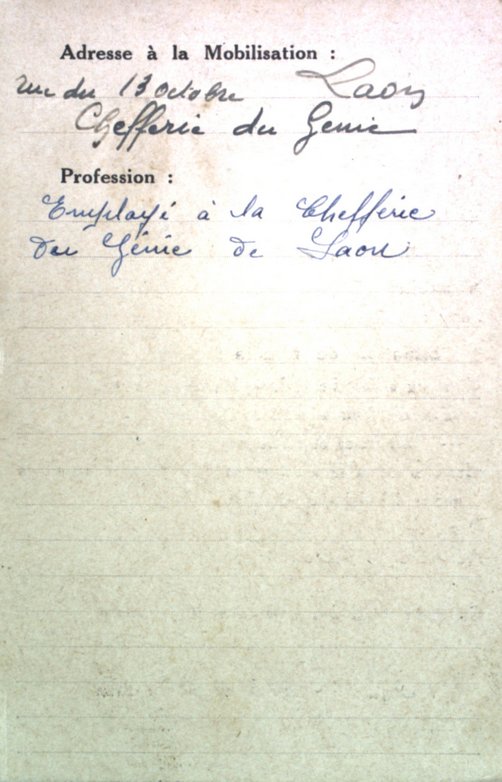 Adresse à la Mobilisation :
rue du 13 octobre Laon
Chefferie du Genie
Profession :
Employé à la Chefferie
du Génie de Laon